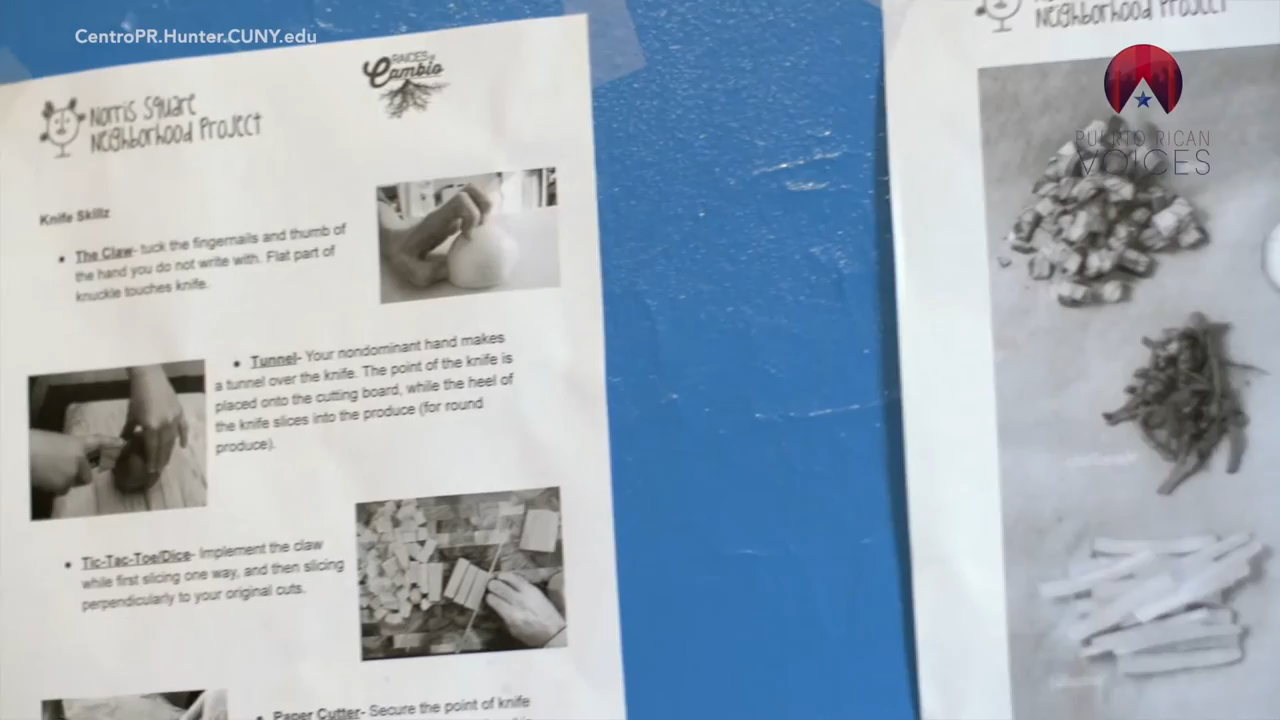 CentroPR.Hunter.CUNY.edu
Norris Square
Neighborhood Project
RAICES of
Cambio
Knife Skillz
The Claw- tuck the fingernails and thumb of
the hand you do not write with. Flat part of
knuckle touches knife.
Tunnel- Your nondominant hand makes
a tunnel over the knife. The point of the knife is
placed onto the cutting board, while the heel of
the knife slices into the produce (for round
produce).
Tic-Tac-Toe/Dice- Implement the claw
while first slicing one way, and then slicing
perpendicularly to your original cuts.
Paper Cutter- Secure the point of knife
Neighborhood Project
PUERTO RICAN
VOICES